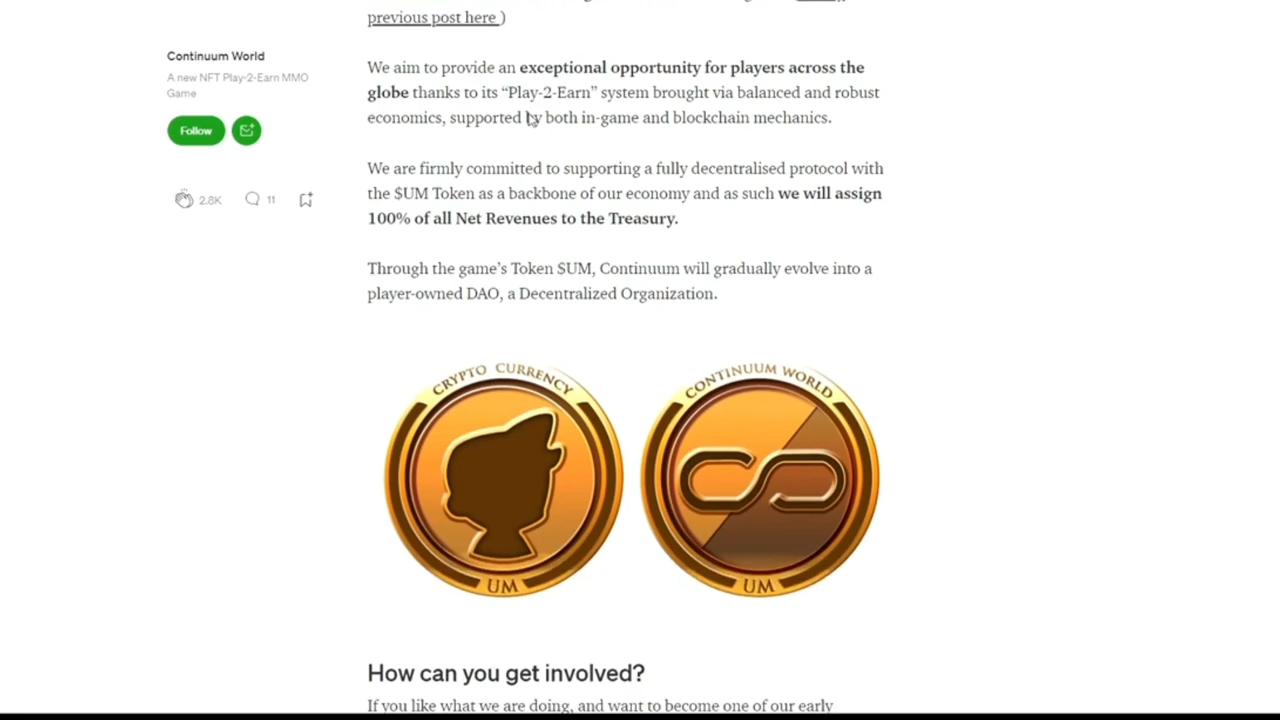 previous post here )
Continuum World
A new NFT Play-2-Earn MMO
Game
Follow
2.8K
11
We aim to provide an exceptional opportunity for players across the
globe thanks to its “Play-2-Earn” system brought via balanced and robust
economics, supported by both in-game and blockchain mechanics.
We are firmly committed to supporting a fully decentralised protocol with
the $UM Token as a backbone of our economy and as such we will assign
100% of all Net Revenues to the Treasury.
Through the game’s Token $UM, Continuum will gradually evolve into a
player-owned DAO, a Decentralized Organization.
CRYPTO CURRENCY
UM
CONTINUUM WORLD
UM
How can you get involved?
If you like what we are doing, and want to become one of our early